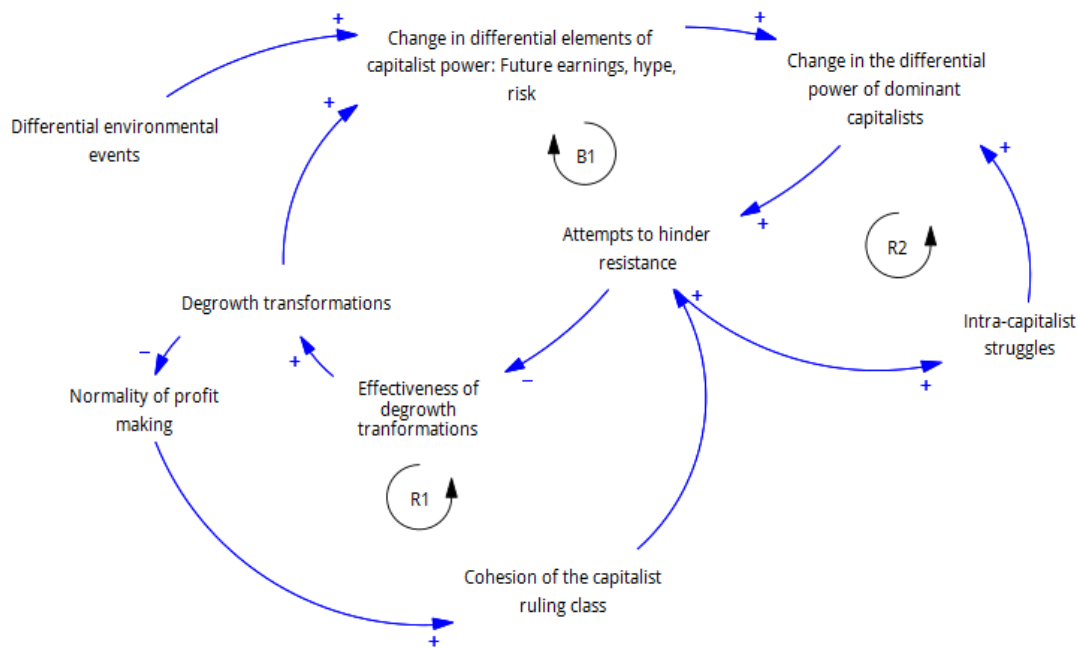 +
+
Change in differential elements of
capitalist power: Future earnings, hype,
risk
Change in the differential
power of dominant
capitalists
+
Differential environmental
events
B1
+
+
Attempts to hinder
resistance
R2
Degrowth transformations
+
Intra-capitalist
struggles
–
+
Normality of profit
making
Effectiveness of
degrowth
tranformations
–
+
R1
Cohesion of the capitalist
ruling class
+